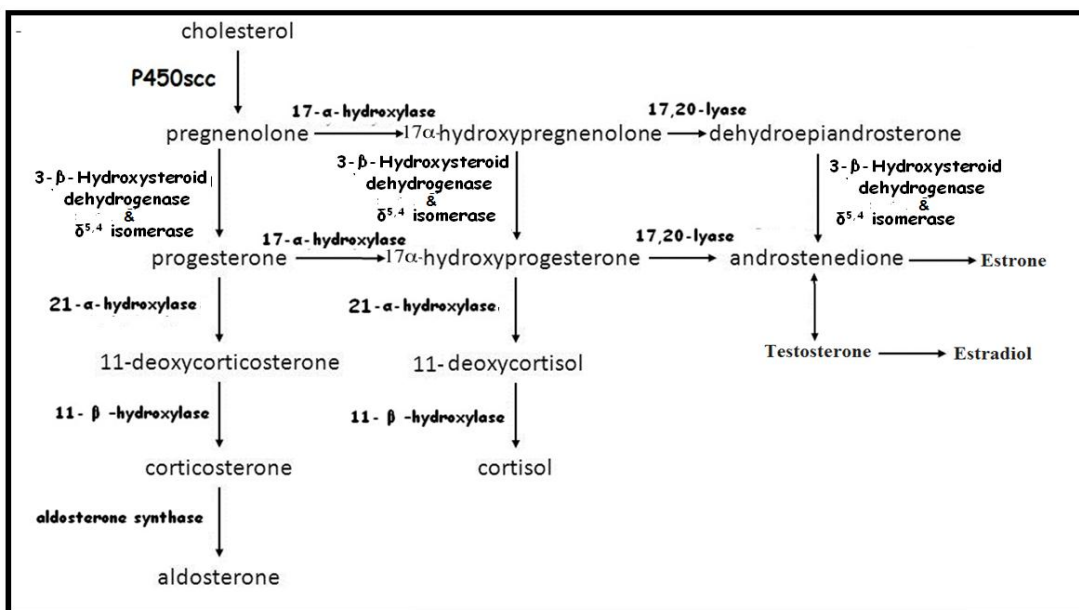 cholesterol
P450scc
17-α-hydroxylase
17,20-lyase
pregnenolone
17α-hydroxypregnenolone
dehydroepiandrosterone
3-β-Hydroxysteroid
dehydrogenase
&
δ5,4 isomerase
3-β-Hydroxysteroid
dehydrogenase
&
δ5,4 isomerase
3-β-Hydroxysteroid
dehydrogenase
&
δ5,4 isomerase
17-α-hydroxylase
17,20-lyase
progesterone
17α-hydroxyprogesterone
androstenedione
Estrone
21-α-hydroxylase
21-α-hydroxylase
11-deoxycorticosterone
11-deoxycortisol
Testosterone
Estradiol
11- β -hydroxylase
11- β -hydroxylase
corticosterone
cortisol
aldosterone synthase
aldosterone